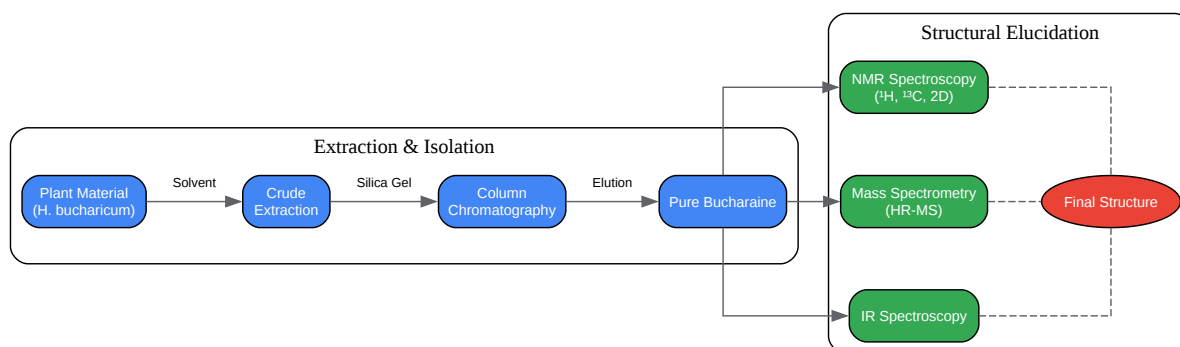 Structural Elucidation
NMR Spectroscopy
(¹H, ¹³C, 2D)
Extraction & Isolation
Plant Material
(H. bucharicum)
Solvent
Crude
Extraction
Silica Gel
Column
Chromatography
Elution
Pure Bucharaine
Mass Spectrometry
(HR-MS)
Final Structure
IR Spectroscopy